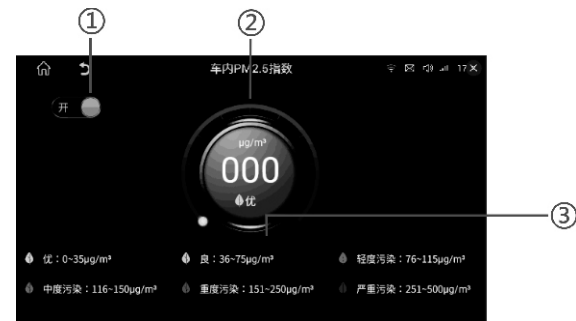 ① ②
车内PM2.5指数 17
开
μg/m³
000
优
③
优：0~35μg/m³ 良：36~75μg/m³ 轻度污染：76~115μg/m³
中度污染：116~150μg/m³ 重度污染：151~250μg/m³ 严重污染：251~500μg/m³